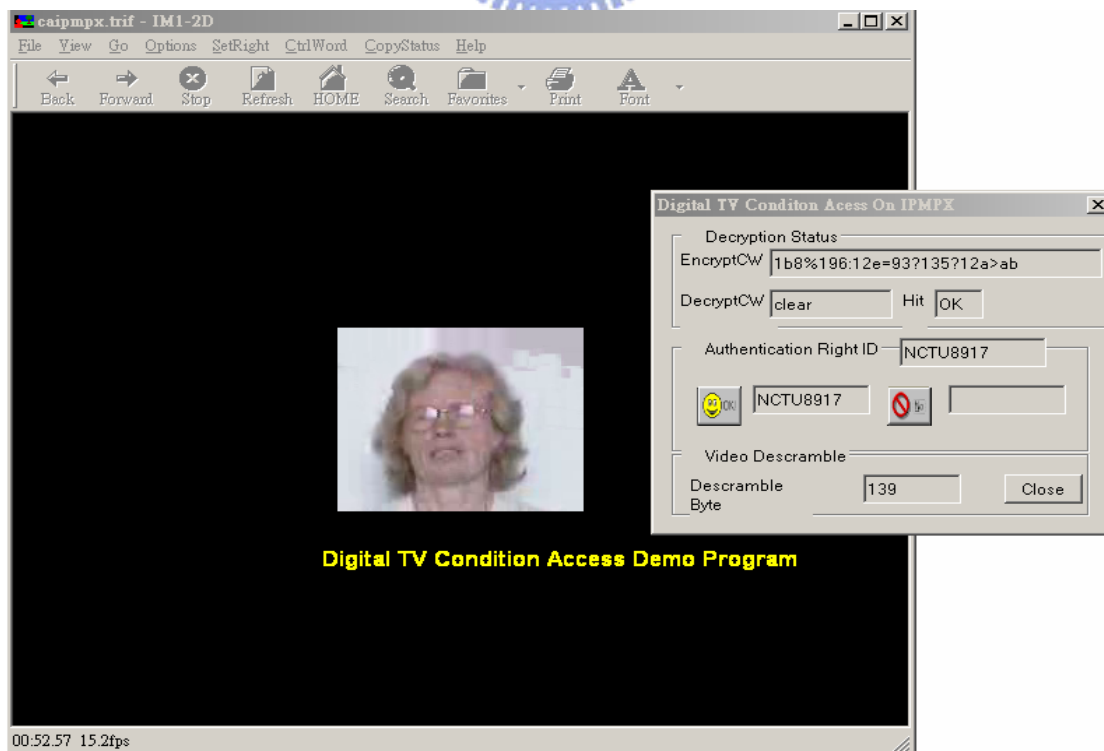 caipmpx.trif - IM1-2D
File View Go Options SetRight CtrlWord CopyStatus Help
Back Forward Stop Refresh HOME Search Favorites Print Font
Digital TV Conditon Acess On IPMPX
Decryption Status
EncryptCW 1b8%196:12e=93?135?12a>ab
DecryptCW clear Hit OK
Authentication Right ID NCTU8917
OK! NCTU8917
Video Descramble
Descramble Byte 139 Close
Digital TV Condition Access Demo Program
00:52.57 15.2fps